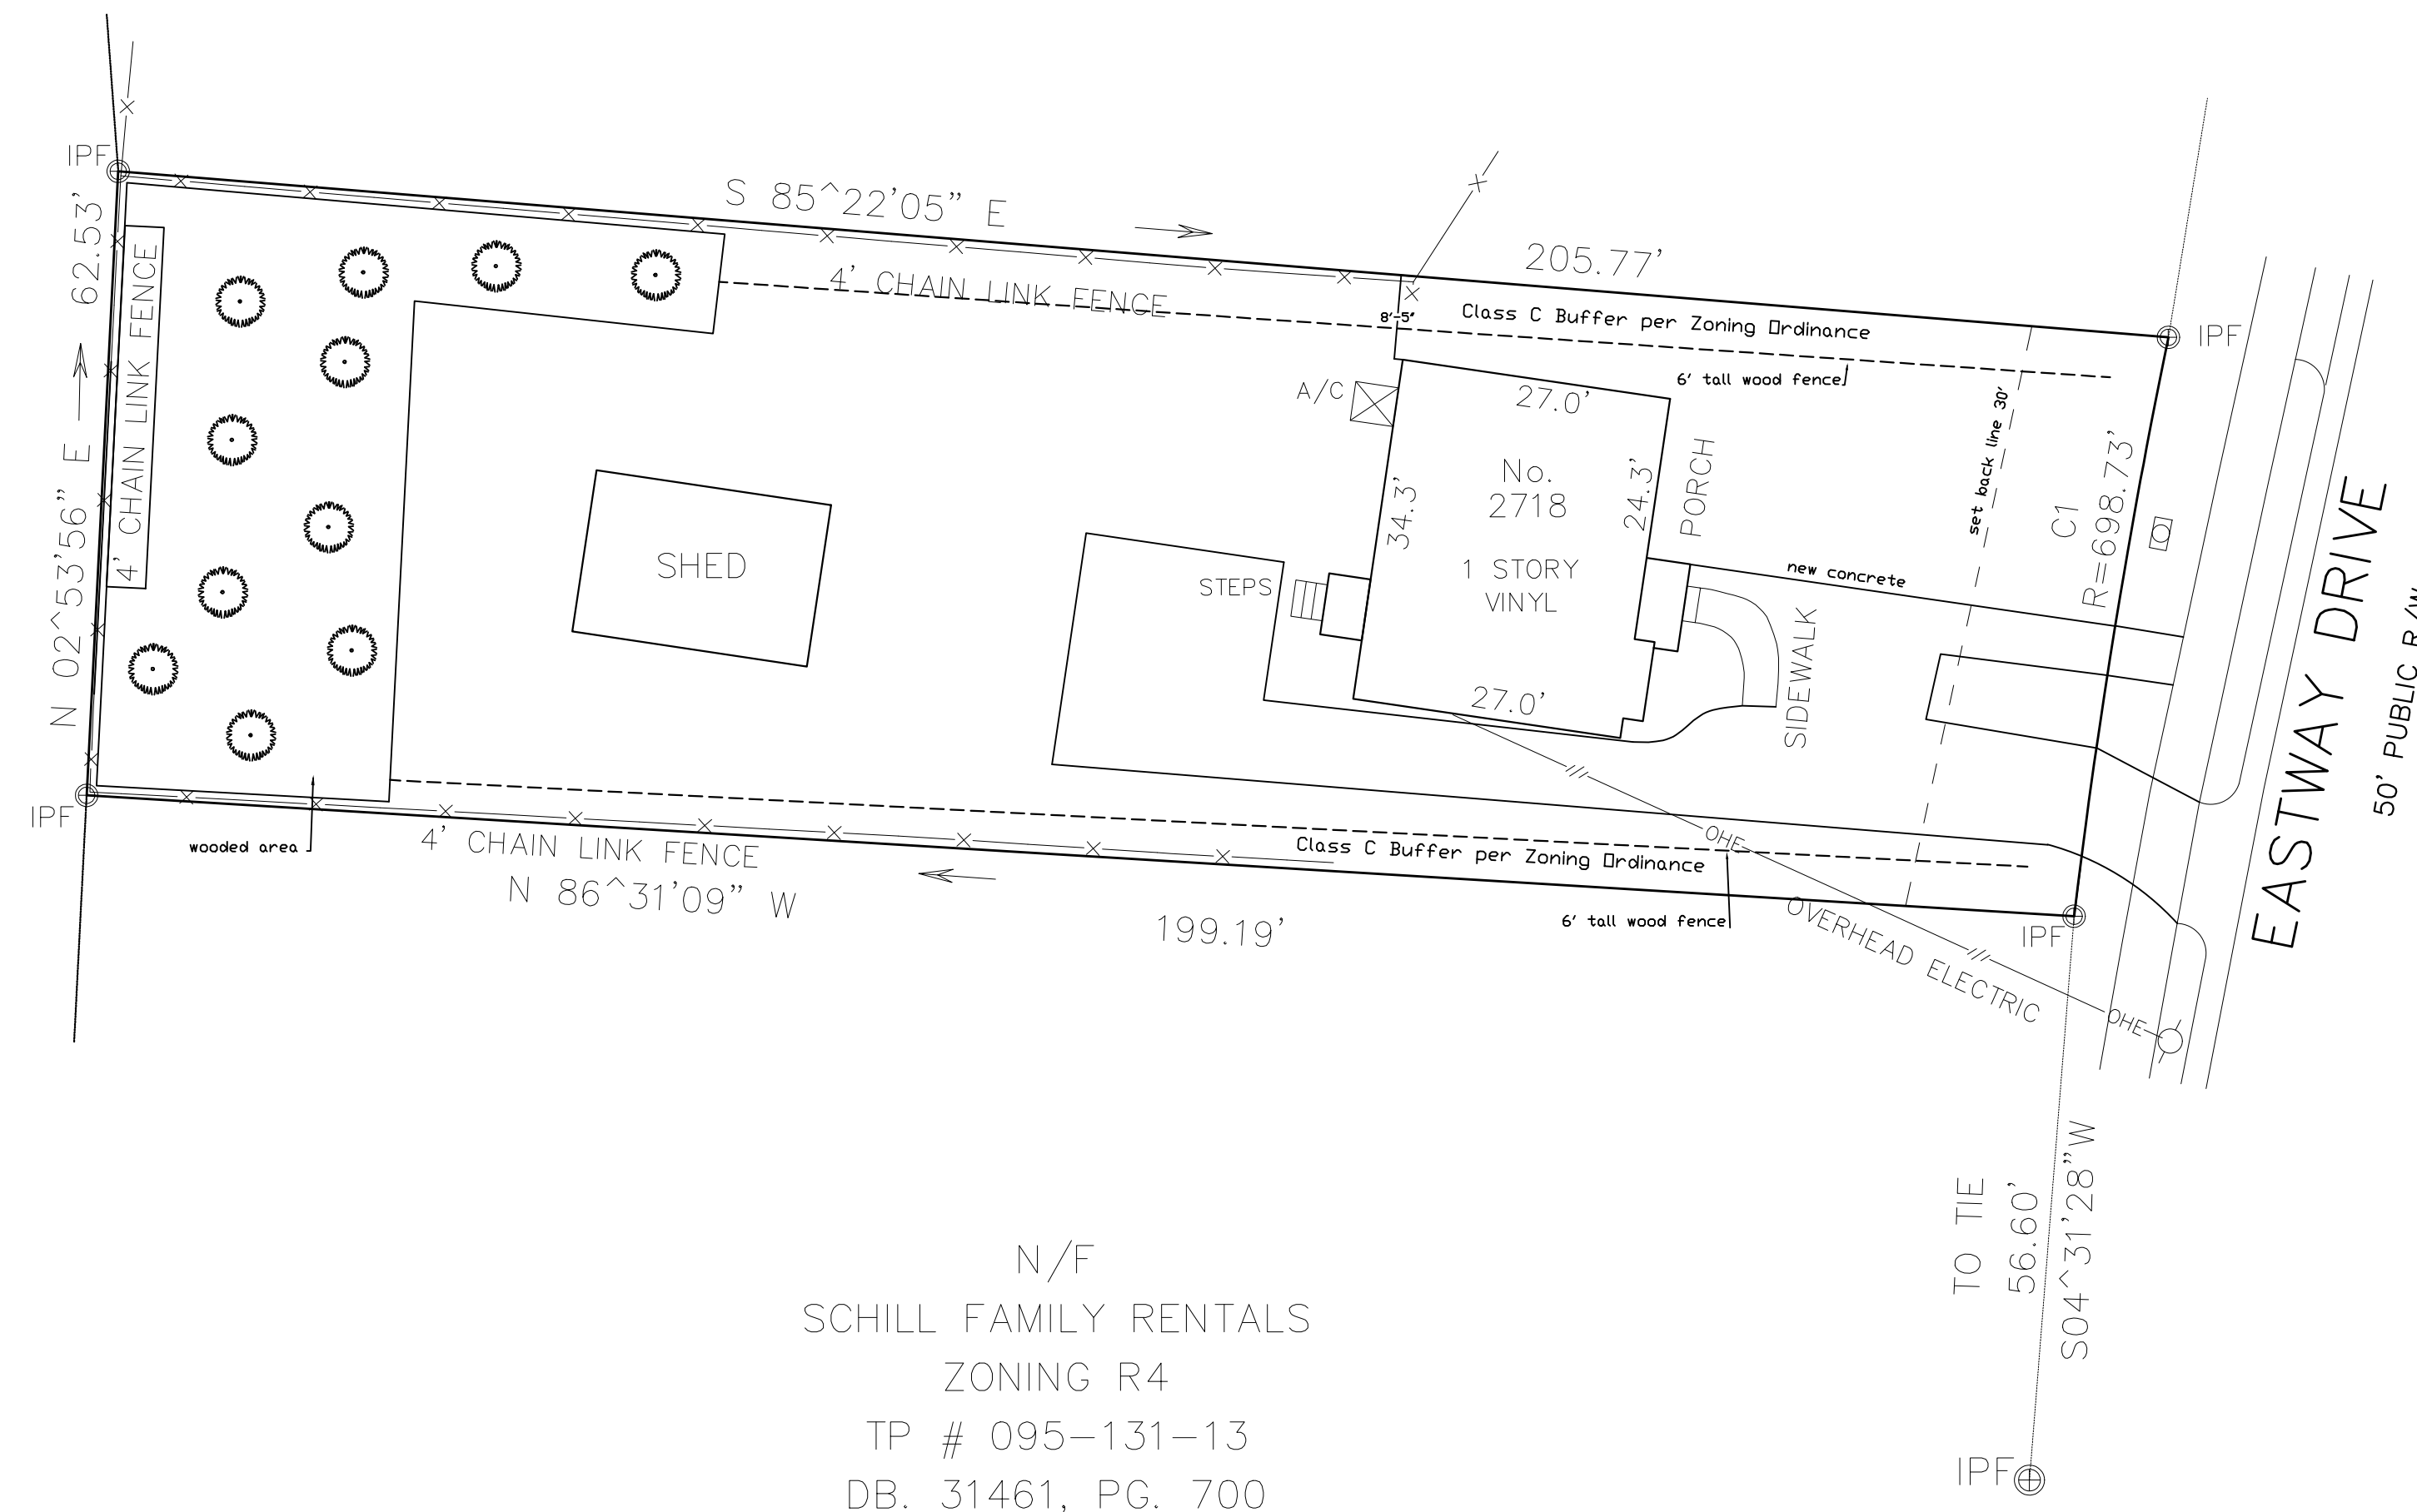 IPF
62.53'
N 02^53'56" E
4' CHAIN LINK FENCE
S 85^22'05" E
205.77'
4' CHAIN LINK FENCE
8'-5"
Class C Buffer per Zoning Ordinance
6' tall wood fence
IPF
A/C
27.0'
No.
2718
1 STORY
VINYL
34.3'
24.3'
PORCH
set back line 30'
C1
R=698.73'
new concrete
SHED
STEPS
27.0'
SIDEWALK
EASTWAY DRIVE
50' PUBLIC R/W
IPF
wooded area
4' CHAIN LINK FENCE
N 86^31'09" W
199.19'
Class C Buffer per Zoning Ordinance
6' tall wood fence
OHE
OVERHEAD ELECTRIC
OHE
IPF
TO TIE
56.60'
S04^31'28"W
IPF
N/F
SCHILL FAMILY RENTALS
ZONING R4
TP # 095-131-13
DB. 31461, PG. 700